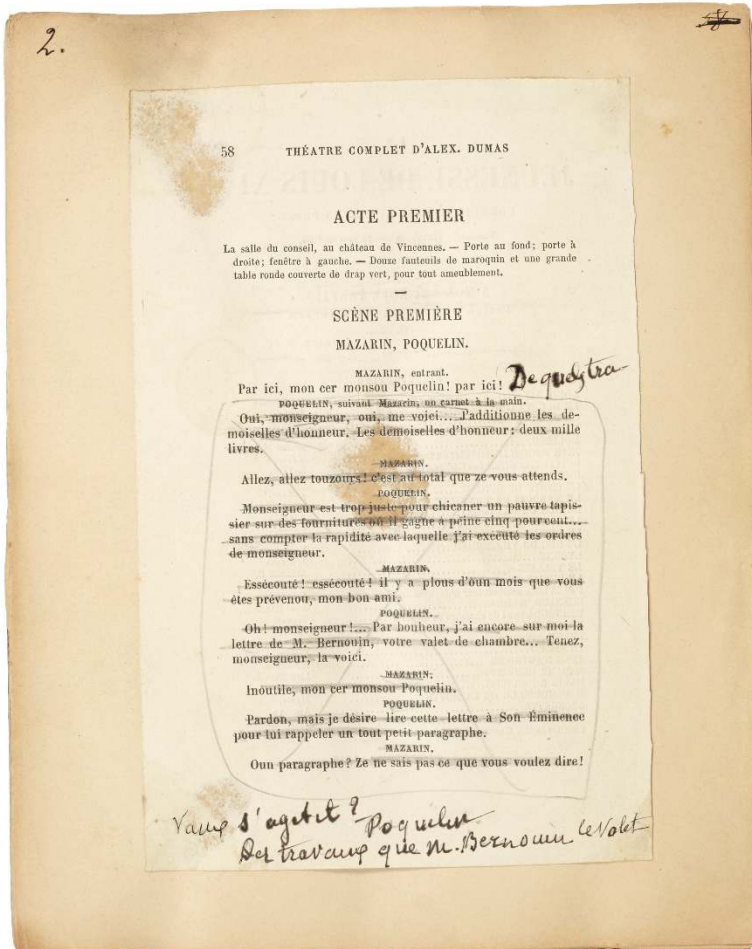 2.
58 THÉATRE COMPLET D'ALEX. DUMAS
ACTE PREMIER
La salle du conseil, au château de Vincennes. — Porte au fond; porte à
droite; fenêtre à gauche. — Douze fauteuils de maroquin et une grande
table ronde couverte de drap vert, pour tout ameublement.
SCÈNE PREMIÈRE
MAZARIN, POQUELIN.
MAZARIN, entrant.
Par ici, mon cer monsou Poquelin! par ici! De quels tra
POQUELIN, suivant Mazarin, un carnet à la main.
Oui, monseigneur, oui, me voici... J'additionne les de-
moiselles d'honneur. Les demoiselles d'honneur: deux mille
livres.
MAZARIN.
Allez, allez touzours! c'est au total que ze vous attends.
POQUELIN.
Monseigneur est trop juste pour chicaner un pauvre tapis-
sier sur des fournitures où il gagne à peine cinq pour cent...
sans compter la rapidité avec laquelle j'ai exécuté les ordres
de monseigneur.
MAZARIN.
Essécouté! essécouté! il y a plous d'oun mois que vous
êtes prévenou, mon bon ami.
POQUELIN.
Oh! monseigneur!... Par bonheur, j'ai encore sur moi la
lettre de M. Bernouin, votre valet de chambre... Tenez,
monseigneur, la voici.
MAZARIN.
Inoutile, mon cer monsou Poquelin.
POQUELIN.
Pardon, mais je désire lire cette lettre à Son Éminence
pour lui rappeler un tout petit paragraphe.
MAZARIN.
Oun paragraphe? Ze ne sais pas ce que vous voulez dire!
vaux s'agit-il?
Poquelin
Des travaux que M. Bernouin le Valet